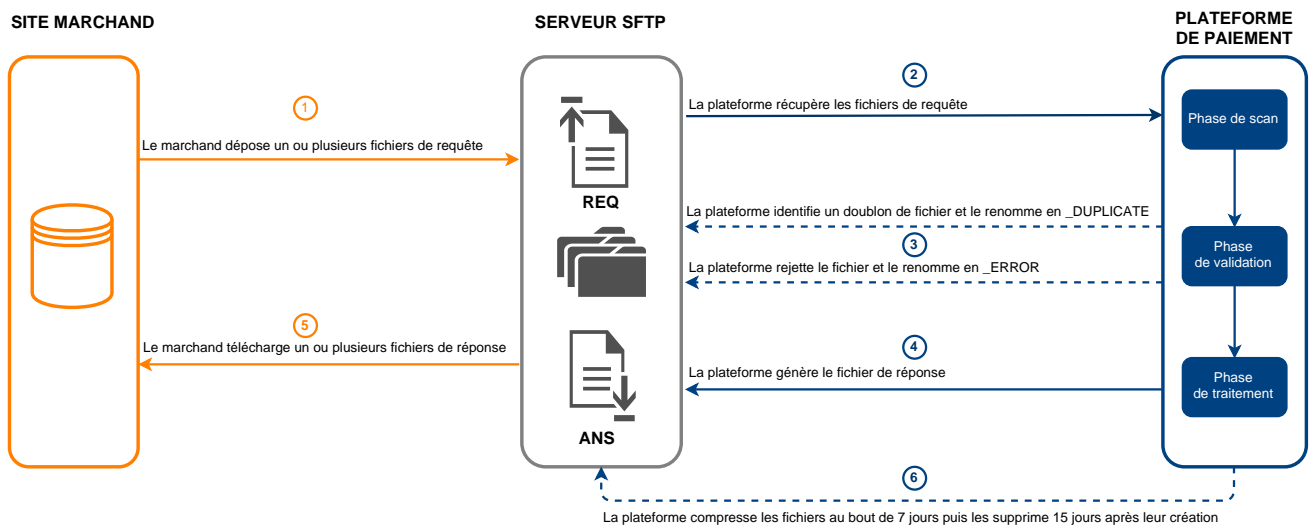 SITE MARCHAND
SERVEUR SFTP
PLATEFORME
DE PAIEMENT
1
Le marchand dépose un ou plusieurs fichiers de requête
2
La plateforme récupère les fichiers de requête
Phase de scan
REQ
La plateforme identifie un doublon de fichier et le renomme en _DUPLICATE
3
La plateforme rejette le fichier et le renomme en _ERROR
Phase
de validation
4
La plateforme génère le fichier de réponse
Phase
de traitement
5
Le marchand télécharge un ou plusieurs fichiers de réponse
ANS
6
La plateforme compresse les fichiers au bout de 7 jours puis les supprime 15 jours après leur création